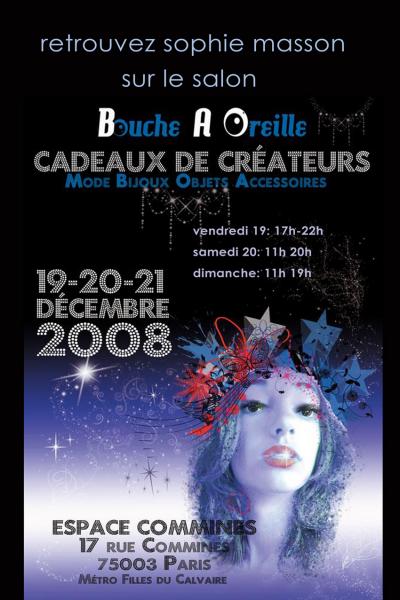 retrouvez sophie masson
sur le salon
Bouche A Oreille
CADEAUX DE CRÉATEURS
MODE BIJOUX OBJETS ACCESSOIRES
vendredi 19: 17h-22h
samedi 20: 11h 20h
dimanche: 11h 19h
19-20-21
DÉCEMBRE
2008
ESPACE COMMINES
17 RUE COMMINES
75003 PARIS
MÉTRO FILLES DU CALVAIRE